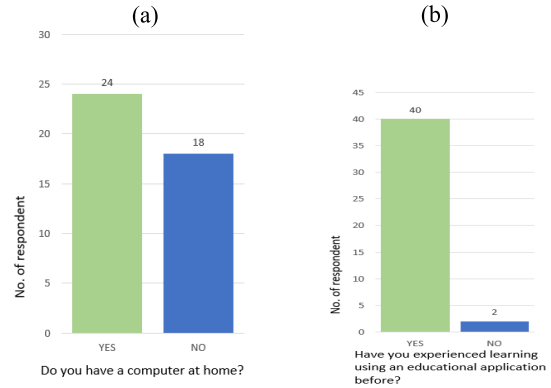 (a)
30
25
20
15
10
5
0
24
18
YES
NO
No. of respondent
Do you have a computer at home?
(b)
45
40
35
30
25
20
15
10
5
0
40
2
YES
NO
No. of respondent
Have you experienced learning
using an educational application
before?